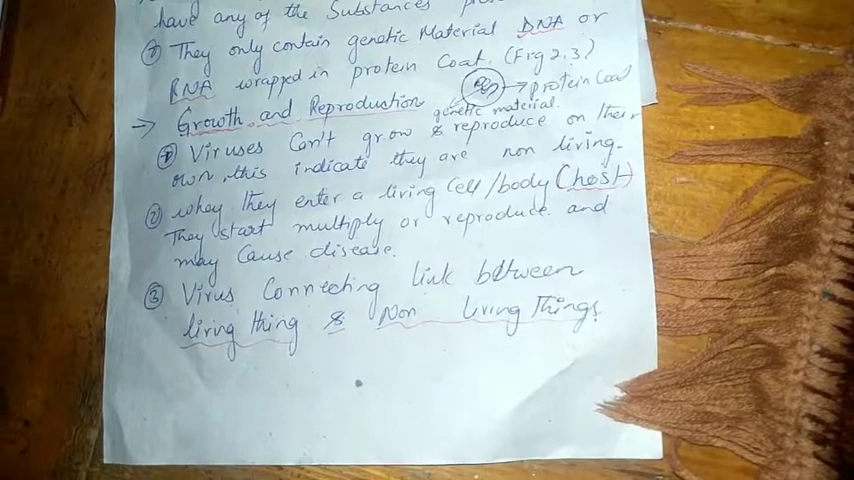 have any of the Substances
② They only contain genetic Material DNA or
RNA wrapped in protein Coat. (Frg 2.3)
→ protein Coat
→ Growth and Reproduction
genetic material.
① Viruses Can't grow & reproduce on their
own, this indicate they are non living.
② whey they enter a living Cell/body (host)
They start multiply or reproduce. and
may Cause disease.
③ Virus Connecting link between
living thing & Non living Things.